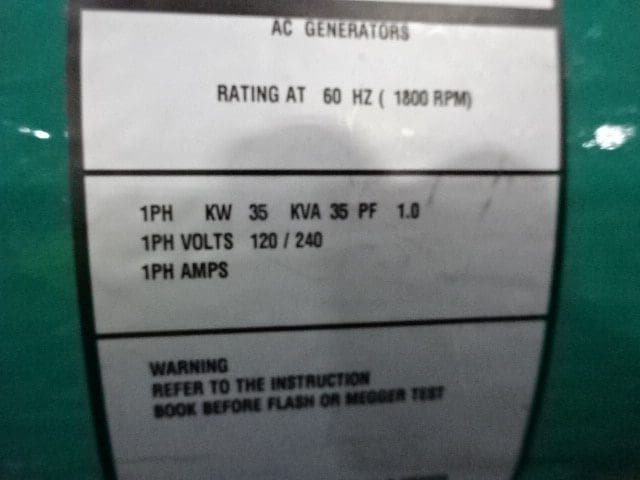 AC GENERATORS
RATING AT 60 HZ ( 1800 RPM)
1PH KW 35 KVA 35 PF 1.0
1PH VOLTS 120 / 240
1PH AMPS
WARNING
REFER TO THE INSTRUCTION
BOOK BEFORE FLASH OR MEGGER TEST